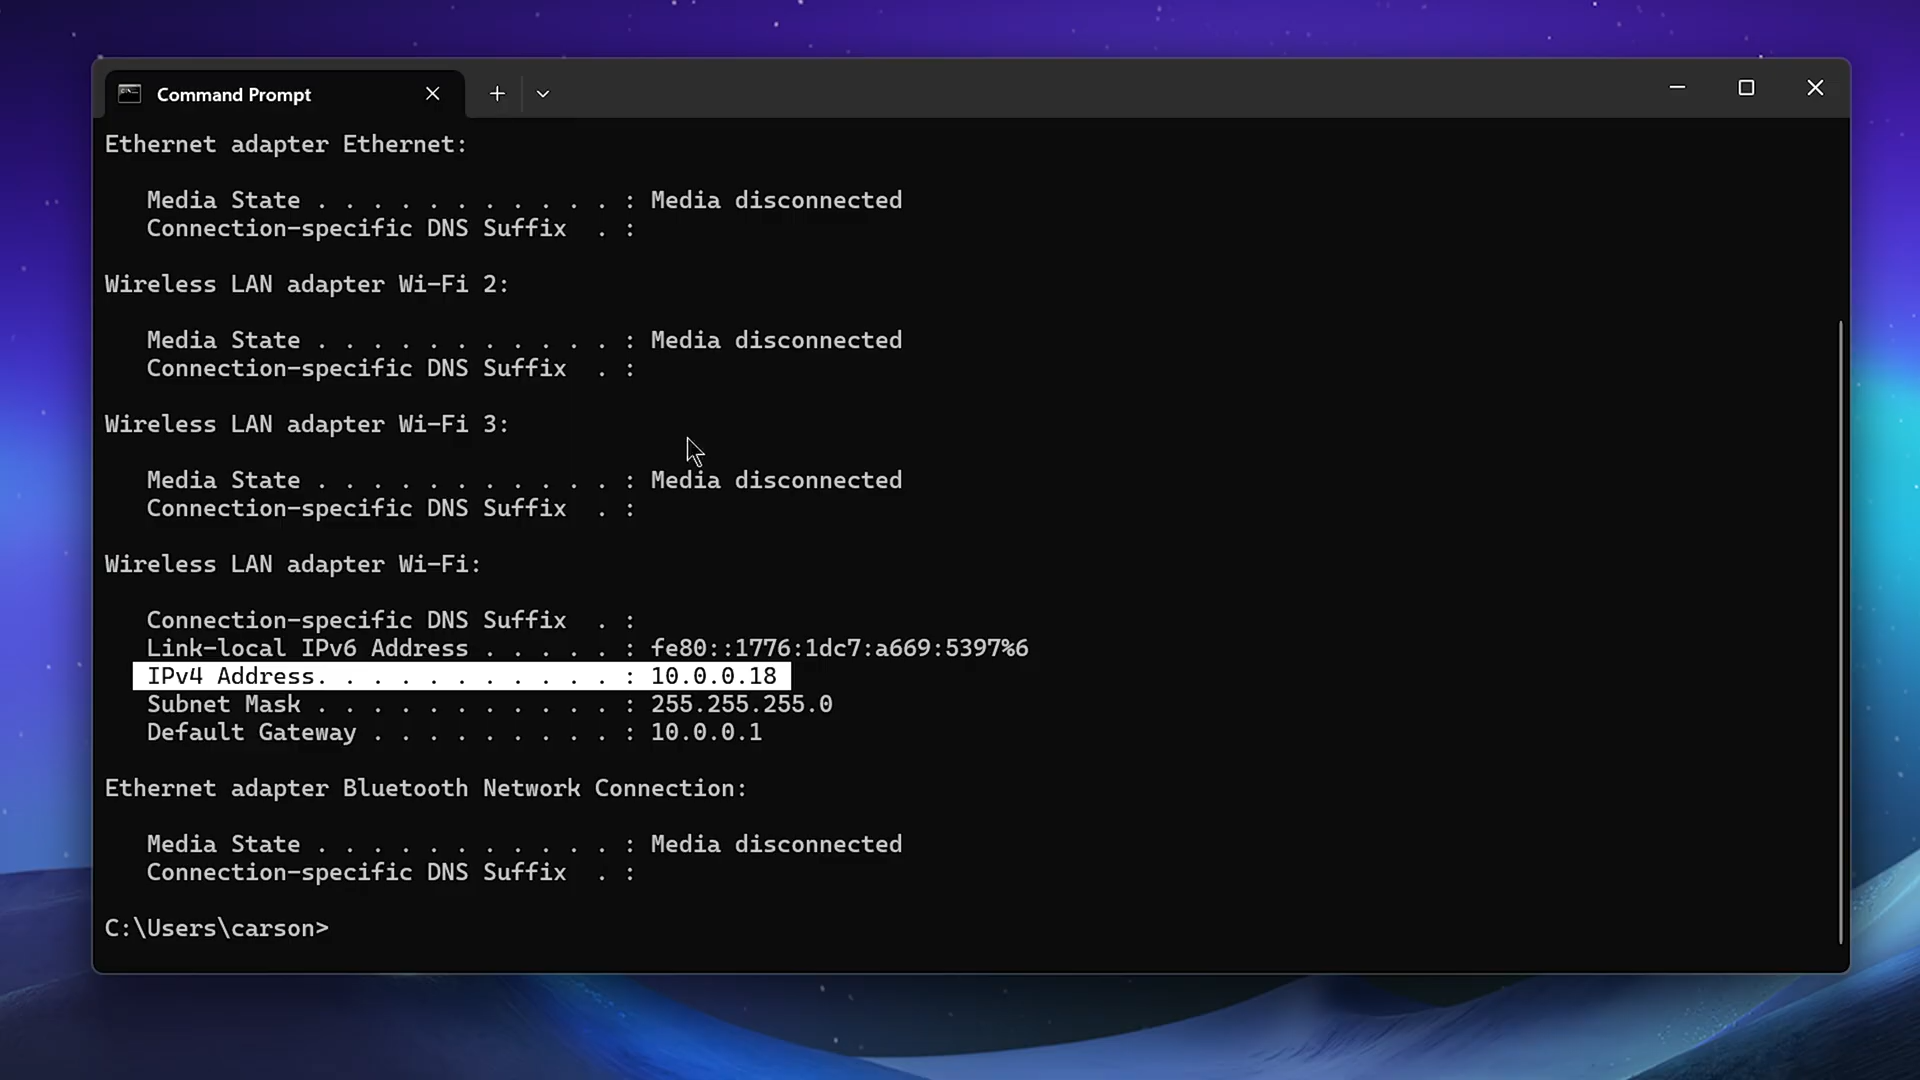 Command Prompt
Ethernet adapter Ethernet:
Media State . . . . . . . . . . . : Media disconnected
Connection-specific DNS Suffix  . :
Wireless LAN adapter Wi-Fi 2:
Media State . . . . . . . . . . . : Media disconnected
Connection-specific DNS Suffix  . :
Wireless LAN adapter Wi-Fi 3:
Media State . . . . . . . . . . . : Media disconnected
Connection-specific DNS Suffix  . :
Wireless LAN adapter Wi-Fi:
Connection-specific DNS Suffix  . :
Link-local IPv6 Address . . . . . : fe80::1776:1dc7:a669:5397%6
IPv4 Address. . . . . . . . . . . : 10.0.0.18
Subnet Mask . . . . . . . . . . . : 255.255.255.0
Default Gateway . . . . . . . . . : 10.0.0.1
Ethernet adapter Bluetooth Network Connection:
Media State . . . . . . . . . . . : Media disconnected
Connection-specific DNS Suffix  . :
C:\Users\carson>